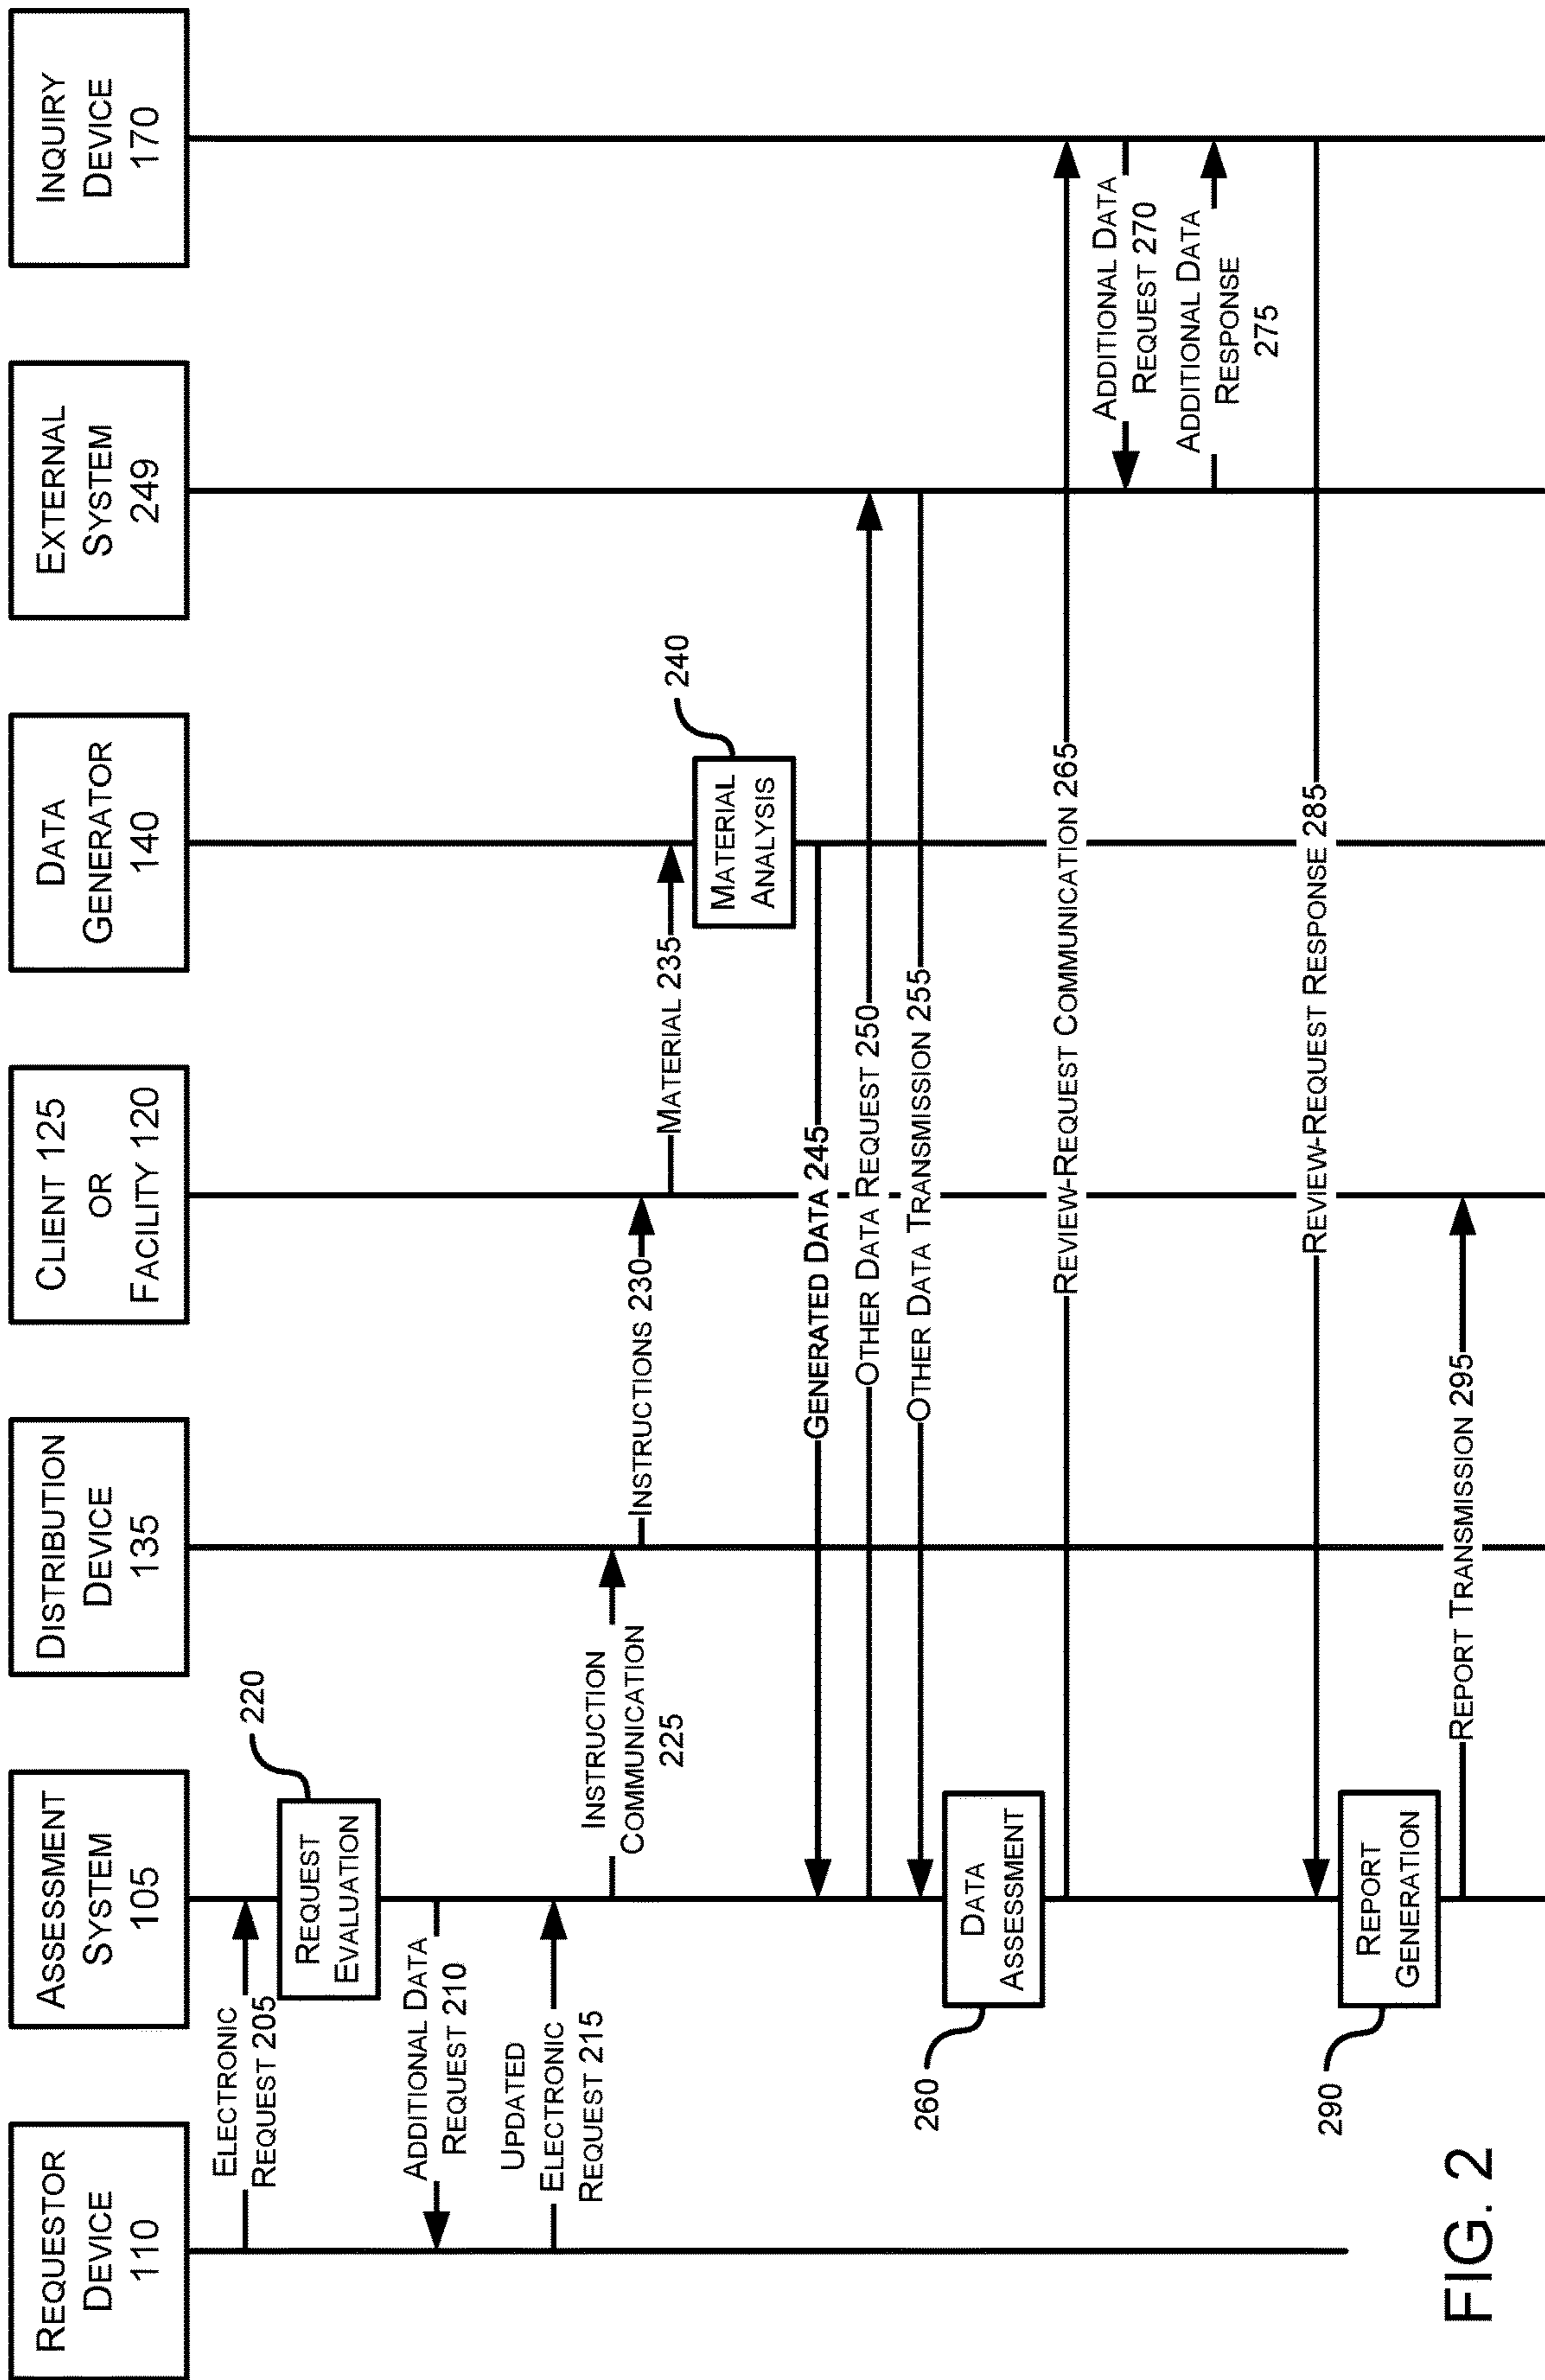 REQUESTOR
DEVICE
110
ASSESSMENT
SYSTEM
105
DISTRIBUTION
DEVICE
135
CLIENT 125
OR
FACILITY 120
DATA
GENERATOR
140
EXTERNAL
SYSTEM
249
INQUIRY
DEVICE
170
ELECTRONIC
REQUEST 205
220
REQUEST
EVALUATION
ADDITIONAL DATA
REQUEST 210
UPDATED
ELECTRONIC
REQUEST 215
INSTRUCTION
COMMUNICATION
225
INSTRUCTIONS 230
MATERIAL 235
240
MATERIAL
ANALYSIS
GENERATED DATA 245
OTHER DATA REQUEST 250
OTHER DATA TRANSMISSION 255
260
DATA
ASSESSMENT
REVIEW-REQUEST COMMUNICATION 265
ADDITIONAL DATA
REQUEST 270
ADDITIONAL DATA
RESPONSE
275
REVIEW-REQUEST RESPONSE 285
290
REPORT
GENERATION
REPORT TRANSMISSION 295
FIG. 2